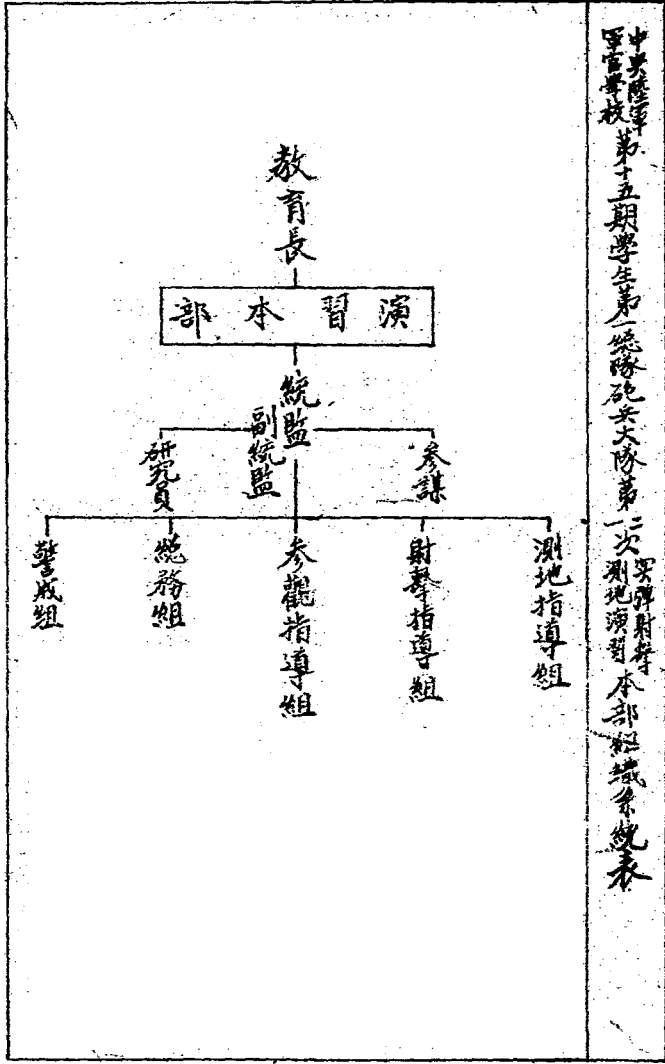 中央陸軍軍官學校第十五期學生第一總隊砲兵大隊第二一次實彈射擊測地演習本部組織系統表
教育長
演習本部
統監
副統監
參謀
研究員
測地指導組
射擊指導組
參觀指導組
總務組
警戒組